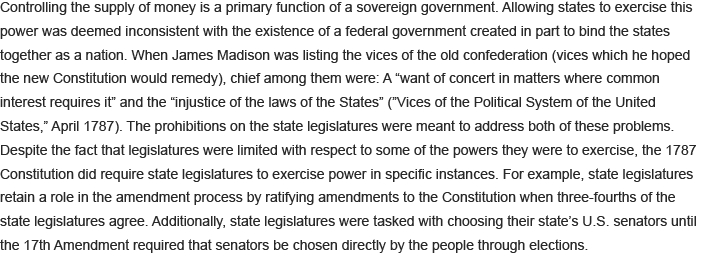 Controlling the supply of money is a primary function of a sovereign government. Allowing states to exercise this
power was deemed inconsistent with the existence of a federal government created in part to bind the states
together as a nation. When James Madison was listing the vices of the old confederation (vices which he hoped
the new Constitution would remedy), chief among them were: A “want of concert in matters where common
interest requires it” and the “injustice of the laws of the States” (”Vices of the Political System of the United
States,” April 1787). The prohibitions on the state legislatures were meant to address both of these problems.
Despite the fact that legislatures were limited with respect to some of the powers they were to exercise, the 1787
Constitution did require state legislatures to exercise power in specific instances. For example, state legislatures
retain a role in the amendment process by ratifying amendments to the Constitution when three-fourths of the
state legislatures agree. Additionally, state legislatures were tasked with choosing their state’s U.S. senators until
the 17th Amendment required that senators be chosen directly by the people through elections.